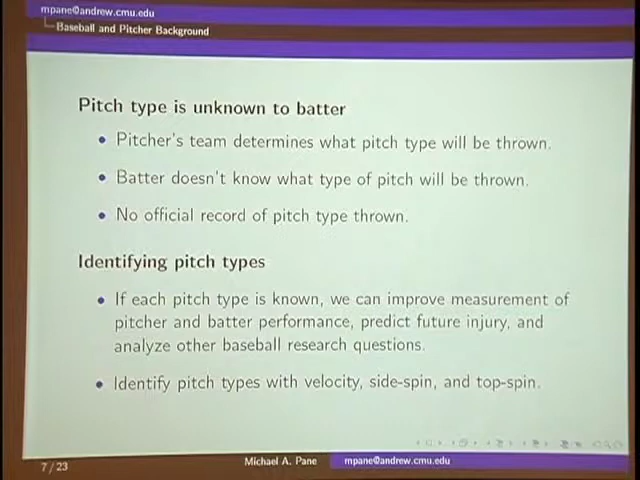 mpane@andrew.cmu.edu
Baseball and Pitcher Background
Pitch type is unknown to batter
Pitcher's team determines what pitch type will be thrown.
Batter doesn't know what type of pitch will be thrown.
No official record of pitch type thrown.
Identifying pitch types
If each pitch type is known, we can improve measurement of
pitcher and batter performance, predict future injury, and
analyze other baseball research questions.
Identify pitch types with velocity, side-spin, and top-spin.
7 / 23
Michael A. Pane
mpane@andrew.cmu.edu